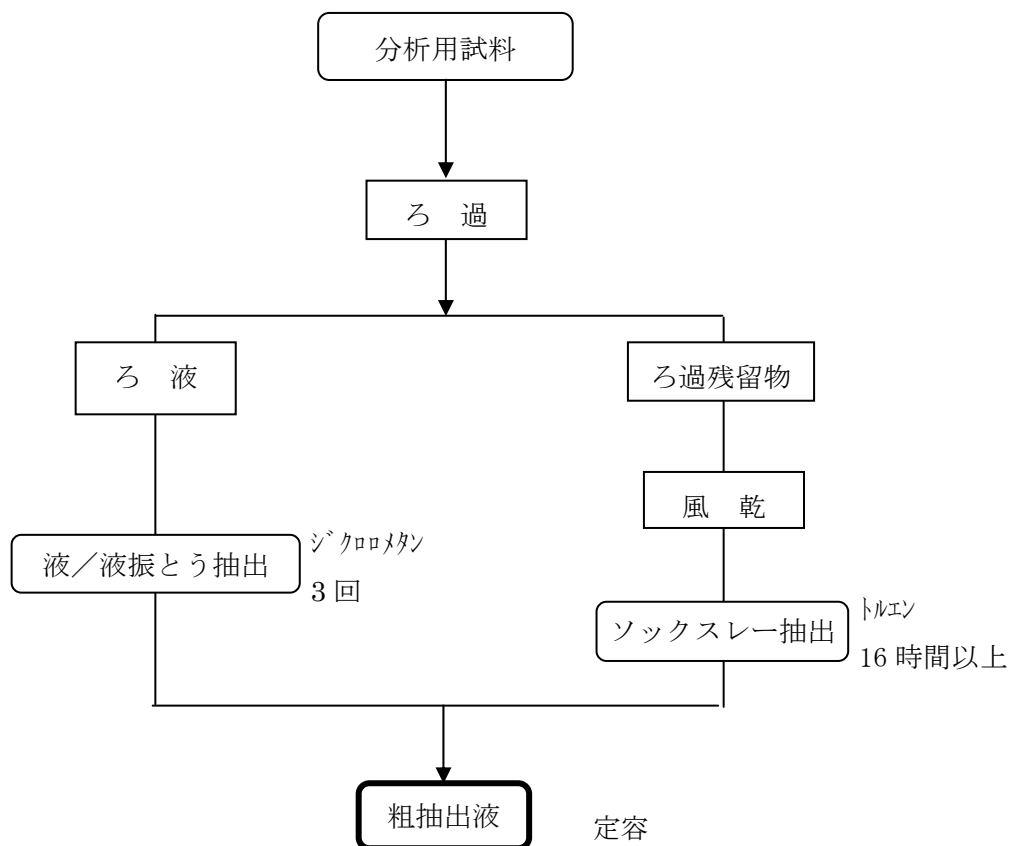 分析用試料
ろ　過
ろ　液
ろ過残留物
風　乾
液／液振とう抽出
ｼﾞｸﾛﾛﾒﾀﾝ
3 回
ソックスレー抽出
ﾄﾙｴﾝ
16 時間以上
粗抽出液
定容